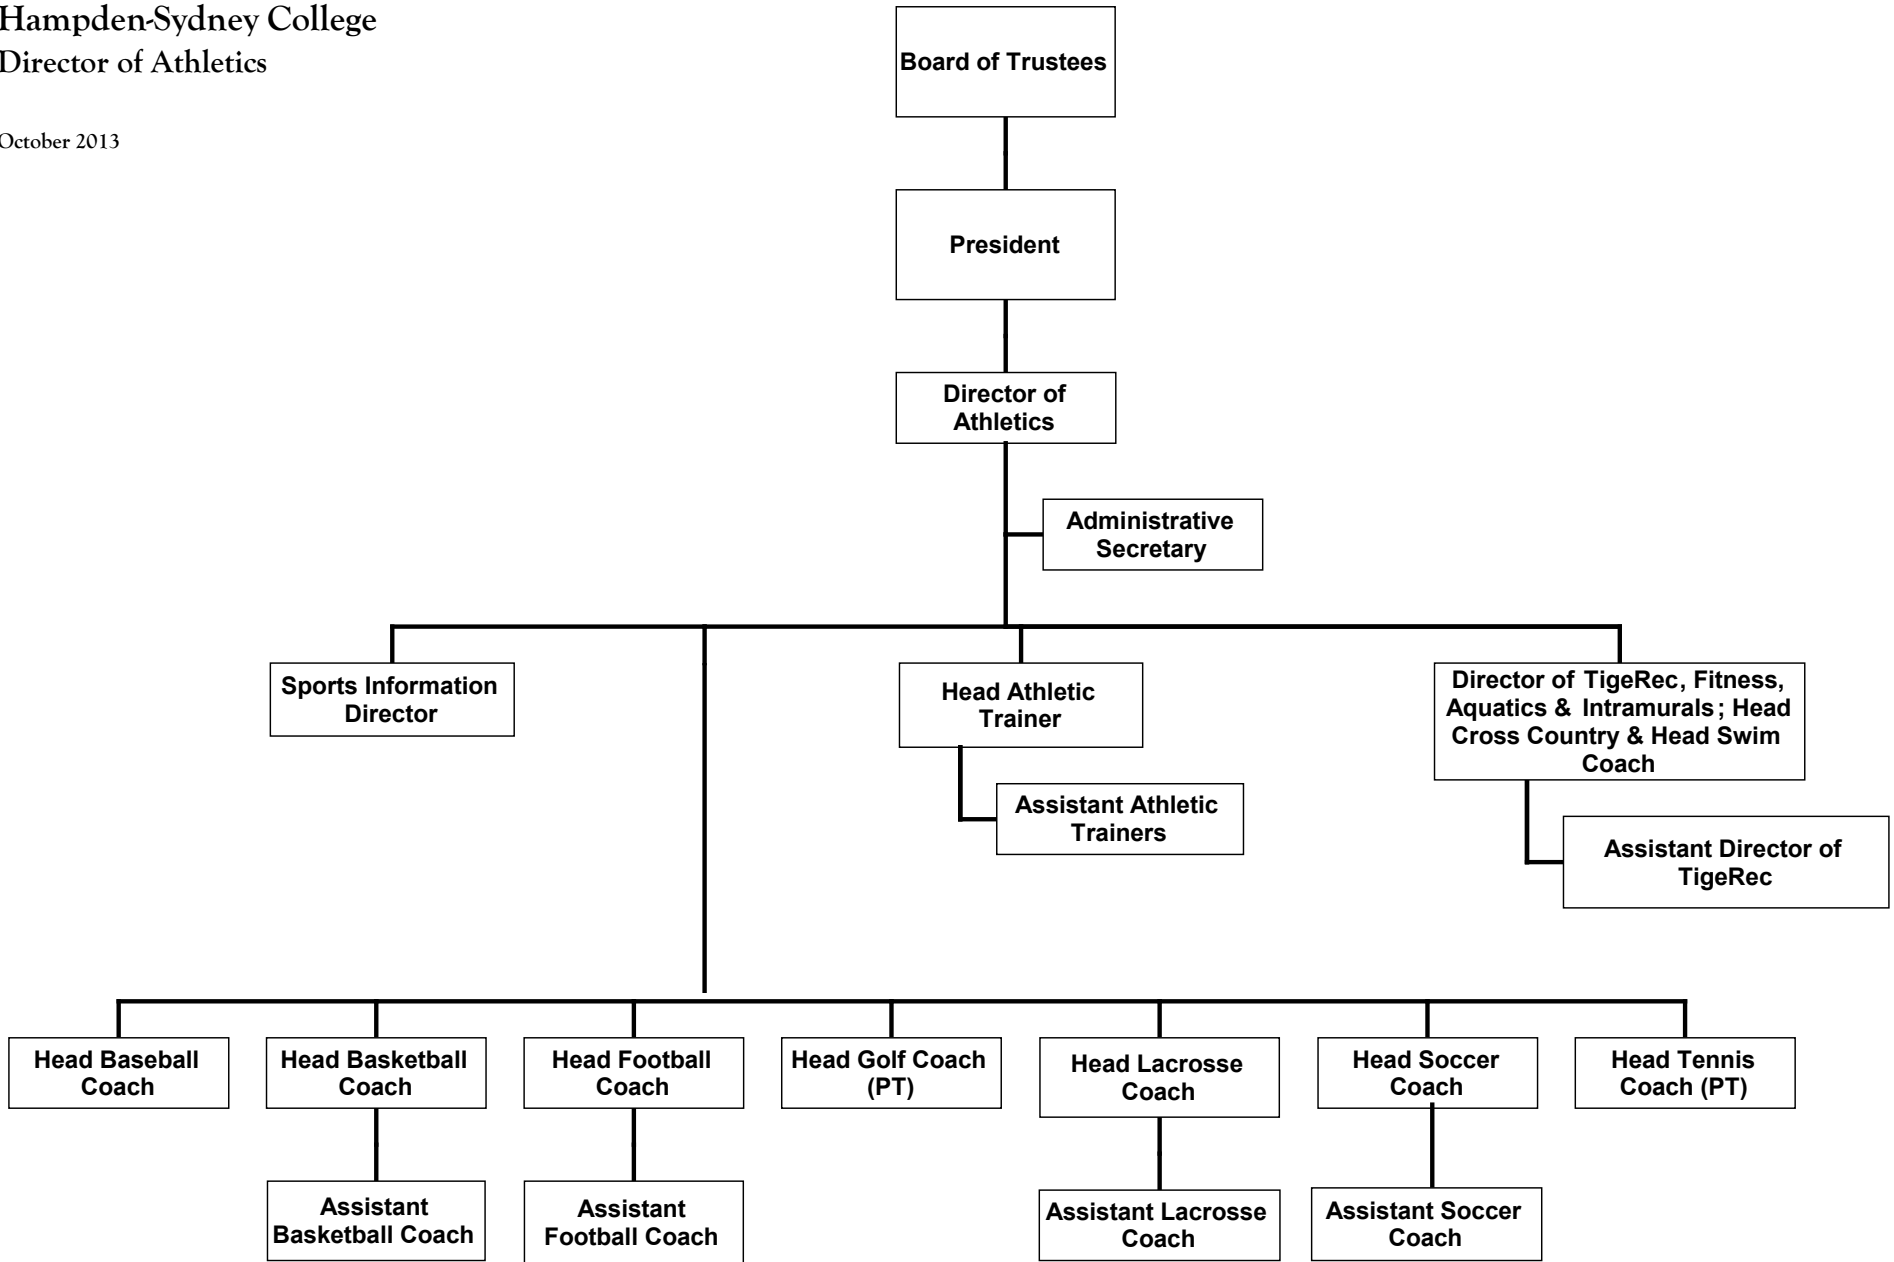 Hampden-Sydney College
Director of Athletics
October 2013
Board of Trustees
President
Director of
Athletics
Administrative
Secretary
Sports Information
Director
Head Athletic
Trainer
Director of TigeRec, Fitness,
Aquatics & Intramurals; Head
Cross Country & Head Swim
Coach
Assistant Athletic
Trainers
Assistant Director of
TigeRec
Head Baseball
Coach
Head Basketball
Coach
Head Football
Coach
Head Golf Coach
(PT)
Head Lacrosse
Coach
Head Soccer
Coach
Head Tennis
Coach (PT)
Assistant
Basketball Coach
Assistant
Football Coach
Assistant Lacrosse
Coach
Assistant Soccer
Coach